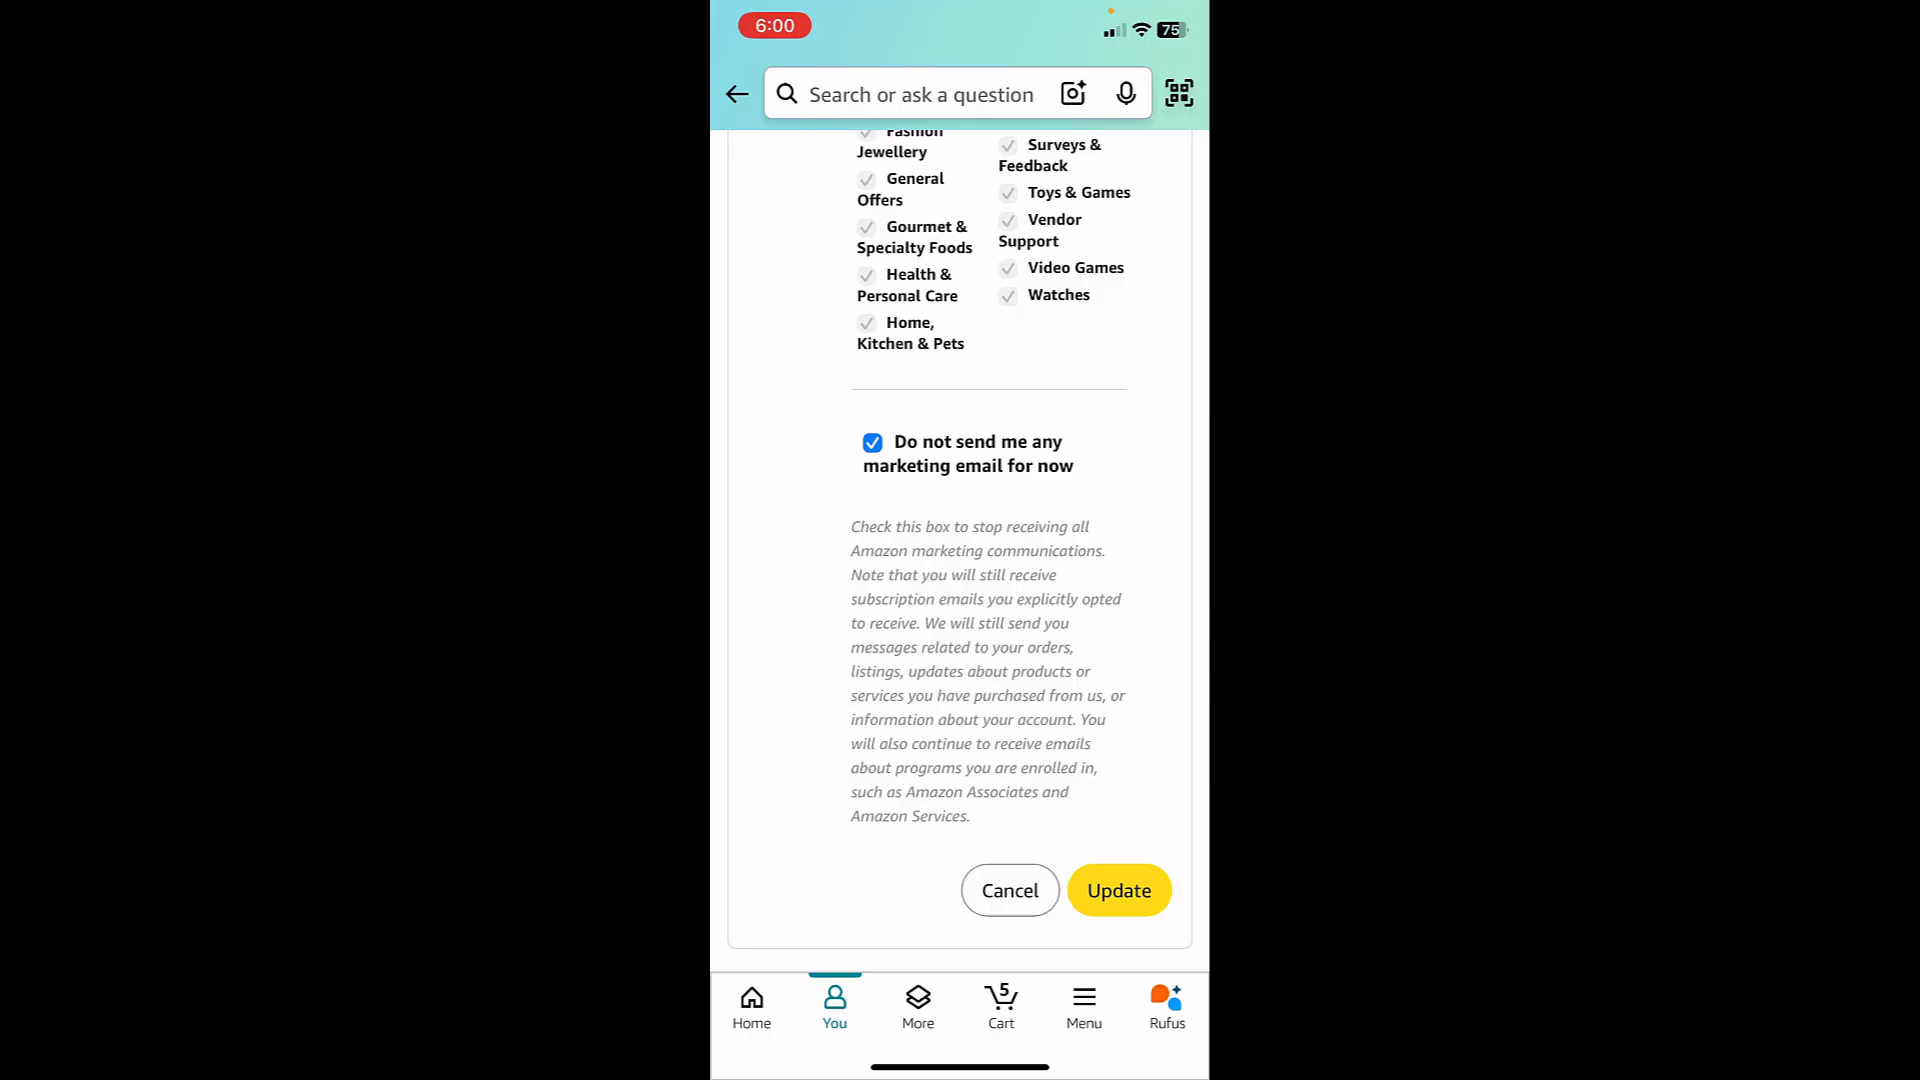 6:00
75
Search or ask a question
Fashion
Jewellery
General
Offers
Gourmet &
Specialty Foods
Health &
Personal Care
Home,
Kitchen & Pets
Surveys &
Feedback
Toys & Games
Vendor
Support
Video Games
Watches
Do not send me any
marketing email for now
Check this box to stop receiving all
Amazon marketing communications.
Note that you will still receive
subscription emails you explicitly opted
to receive. We will still send you
messages related to your orders,
listings, updates about products or
services you have purchased from us, or
information about your account. You
will also continue to receive emails
about programs you are enrolled in,
such as Amazon Associates and
Amazon Services.
Cancel
Update
Home
You
More
5
Cart
Menu
Rufus